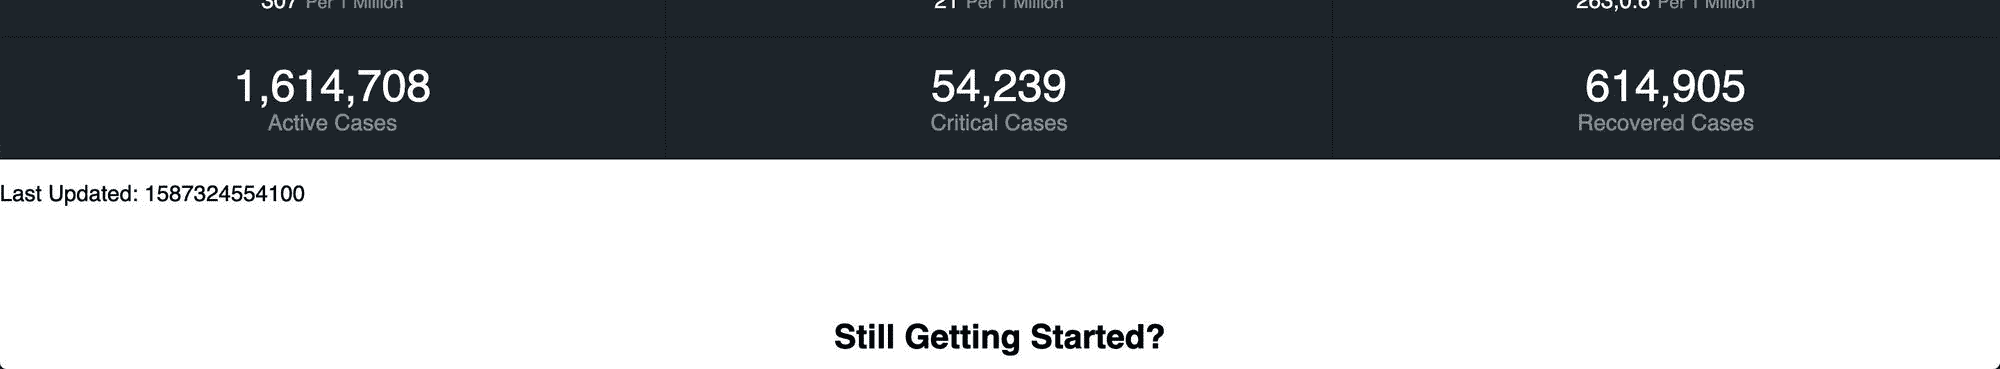 307 Per 1 Million
21 Per 1 Million
263,0.6 Per 1 Million
1,614,708
Active Cases
54,239
Critical Cases
614,905
Recovered Cases
Last Updated: 1587324554100
Still Getting Started?